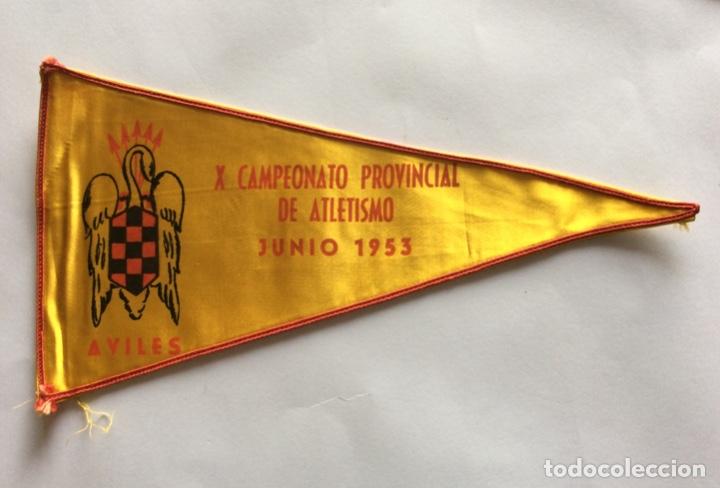 X CAMPEONATO PROVINCIAL
DE ATLETISMO
JUNIO 1953
AVILES
todocoleccion